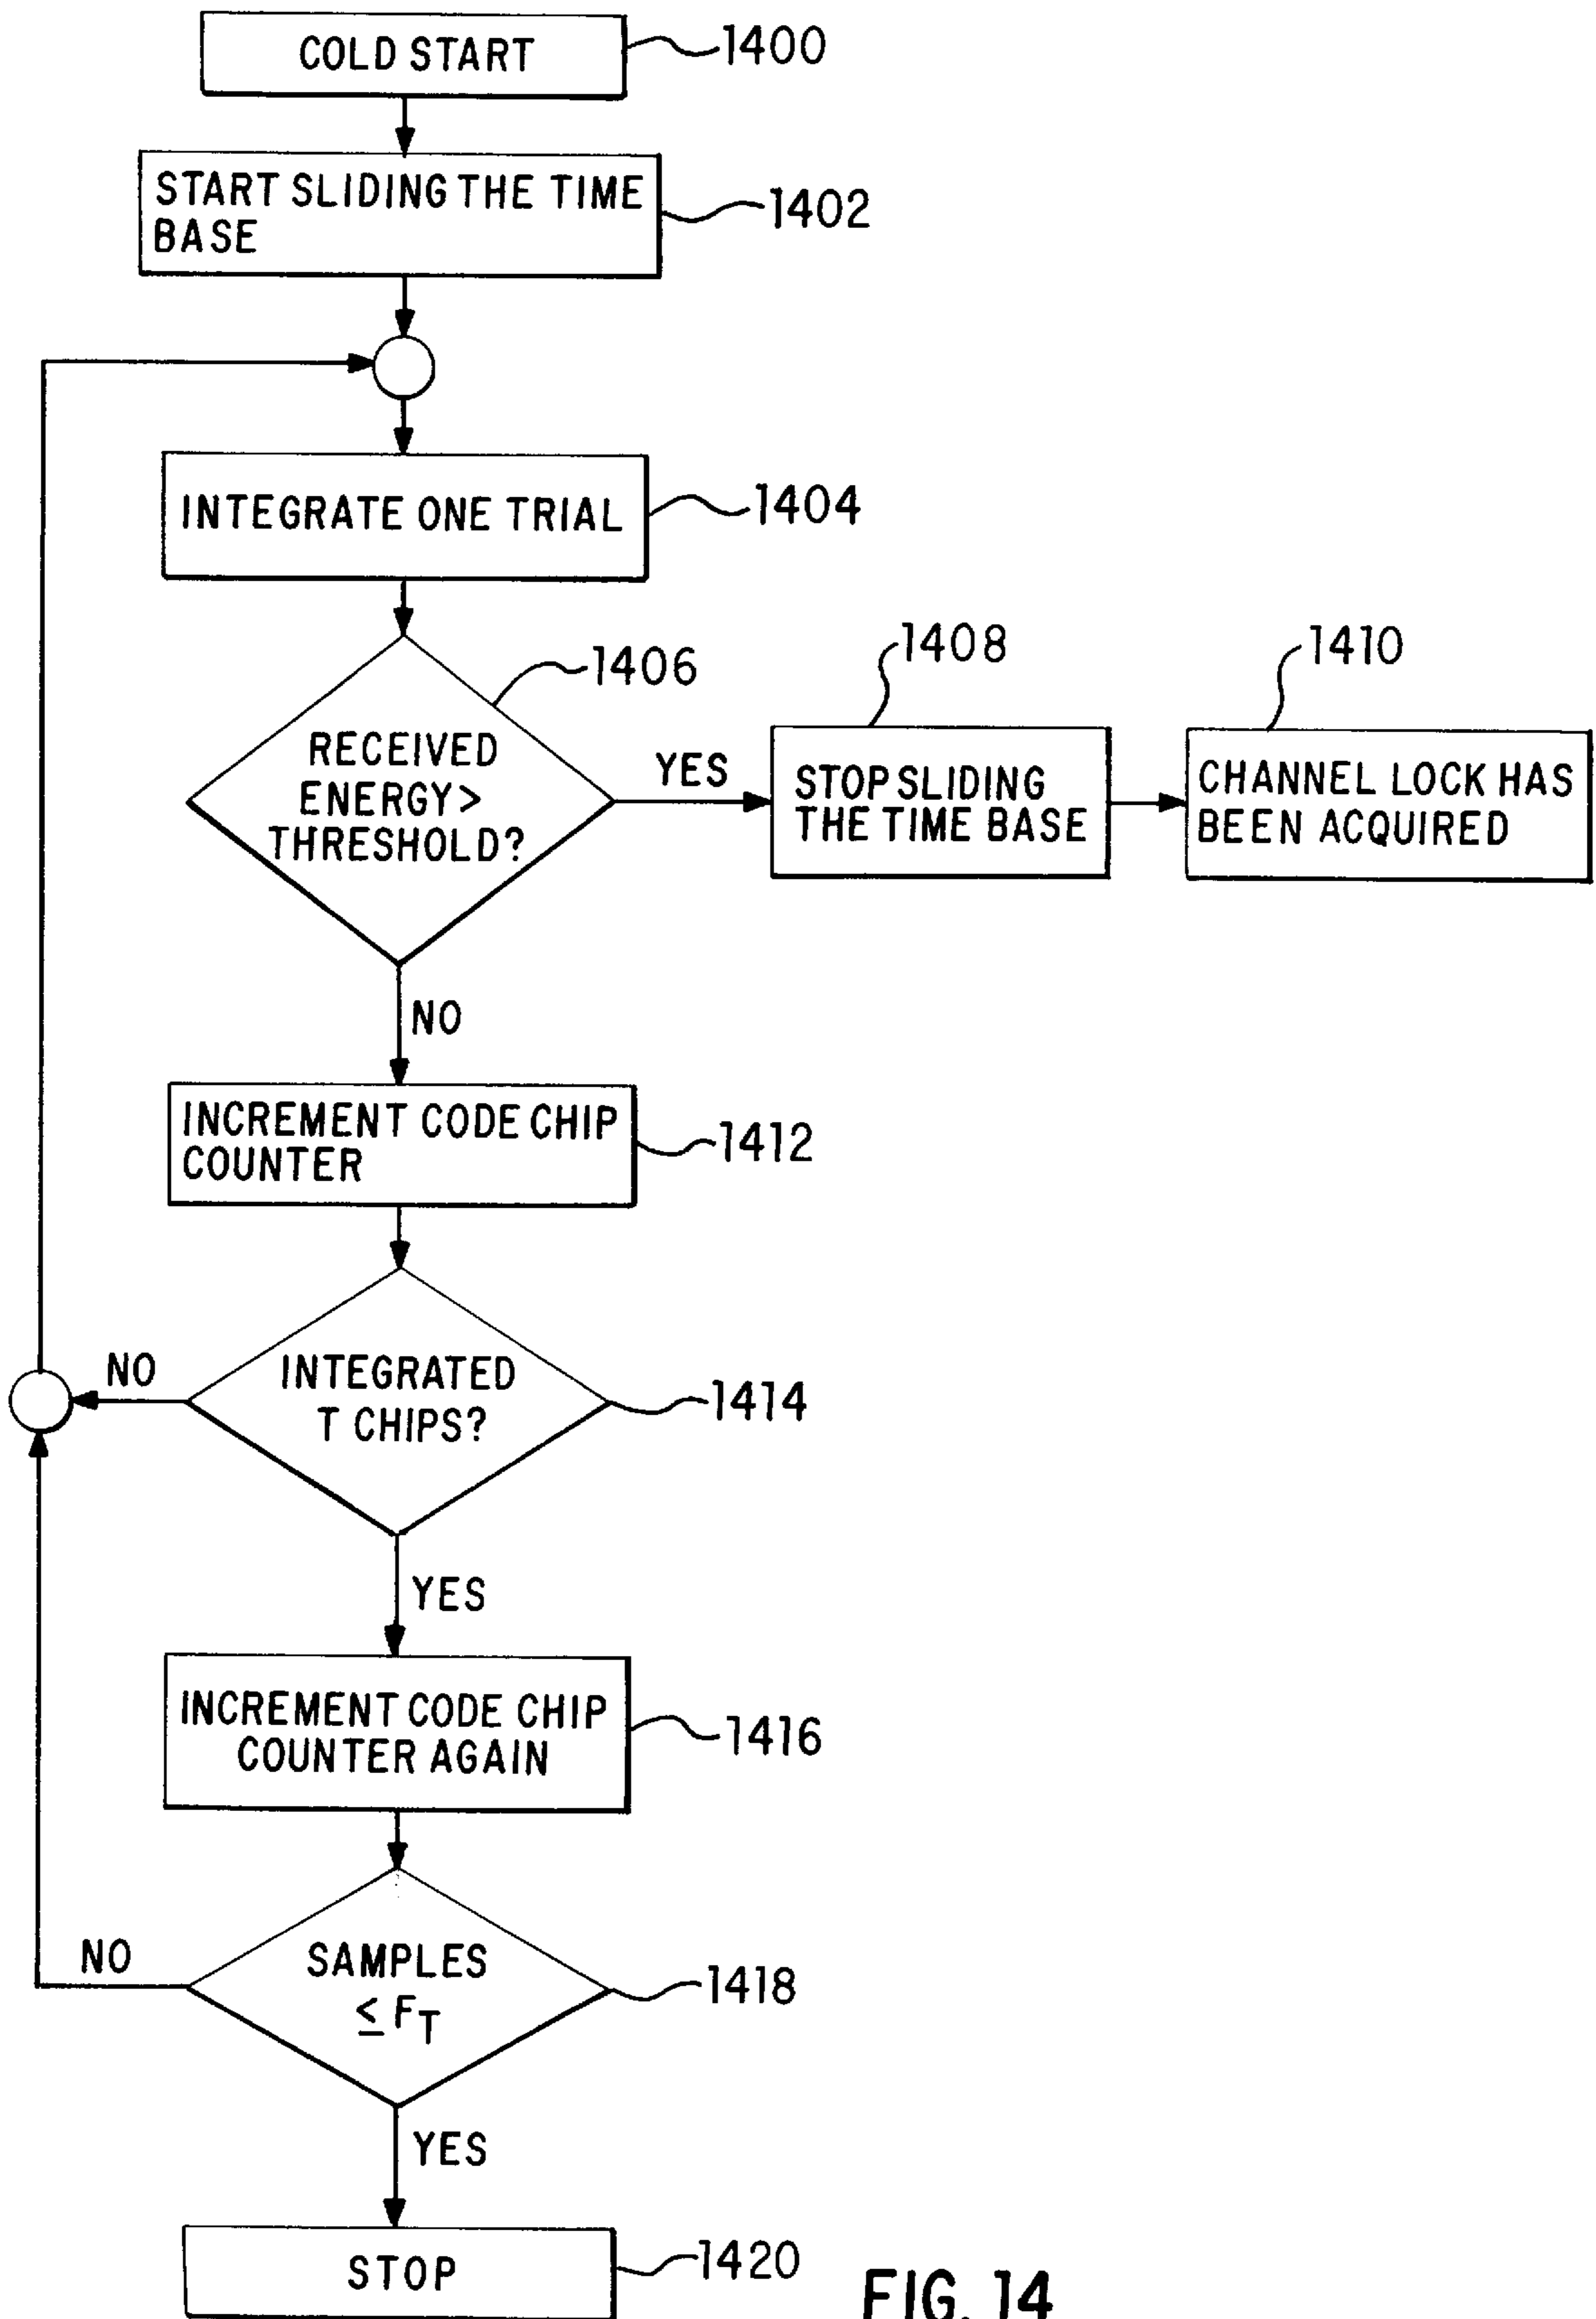 COLD START
1400
START SLIDING THE TIME
BASE
1402
INTEGRATE ONE TRIAL
1404
RECEIVED
ENERGY>
THRESHOLD?
1406
YES
STOP SLIDING
THE TIME BASE
1408
CHANNEL LOCK HAS
BEEN ACQUIRED
1410
NO
INCREMENT CODE CHIP
COUNTER
1412
INTEGRATED
T CHIPS?
1414
NO
YES
INCREMENT CODE CHIP
COUNTER AGAIN
1416
SAMPLES
≤ FT
1418
NO
YES
STOP
1420
FIG. 14